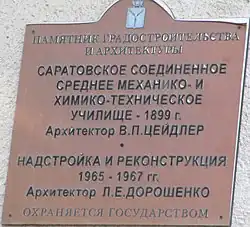 ПАМЯТНИК ГРАДОСТРОИТЕЛЬСТВА
И АРХИТЕКТУРЫ
САРАТОВСКОЕ СОЕДИНЕННОЕ
СРЕДНЕЕ МЕХАНИКО- И
ХИМИКО-ТЕХНИЧЕСКОЕ
УЧИЛИЩЕ - 1899 г.
Архитектор В.П.ЦЕЙДЛЕР
•
НАДСТРОЙКА И РЕКОНСТРУКЦИЯ
1965 - 1967 гг.
Архитектор Л.Е.ДОРОШЕНКО
ОХРАНЯЕТСЯ ГОСУДАРСТВОМ